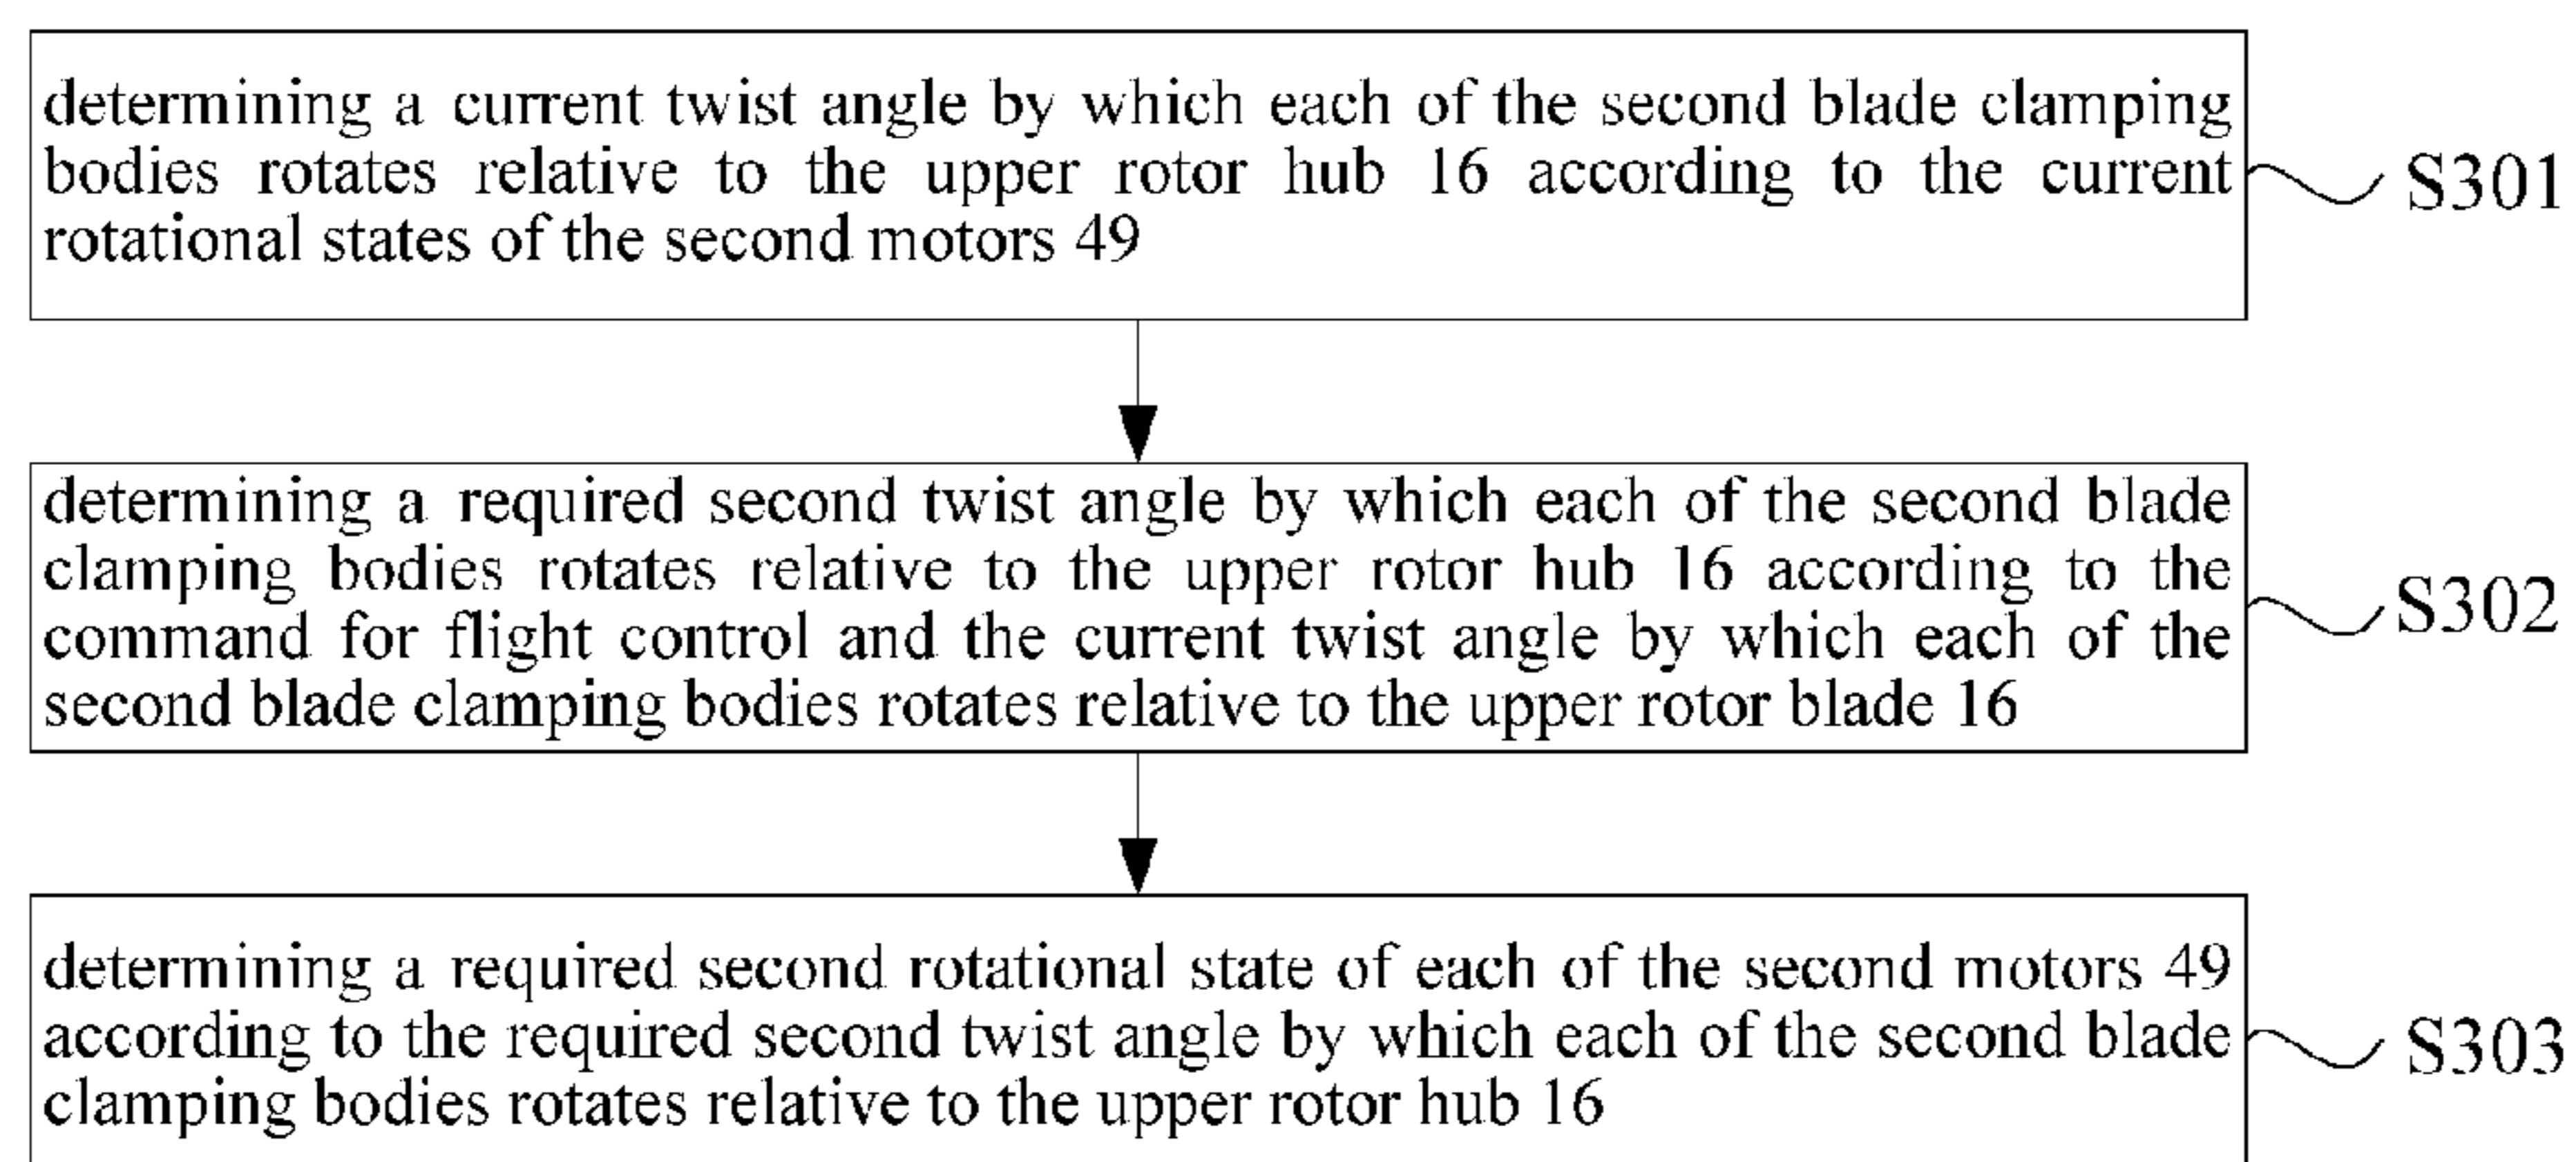 determining a current twist angle by which each of the second blade clamping
bodies rotates relative to the upper rotor hub 16 according to the current
rotational states of the second motors 49
S301
determining a required second twist angle by which each of the second blade
clamping bodies rotates relative to the upper rotor hub 16 according to the
command for flight control and the current twist angle by which each of the
second blade clamping bodies rotates relative to the upper rotor blade 16
S302
determining a required second rotational state of each of the second motors 49
according to the required second twist angle by which each of the second blade
clamping bodies rotates relative to the upper rotor hub 16
S303